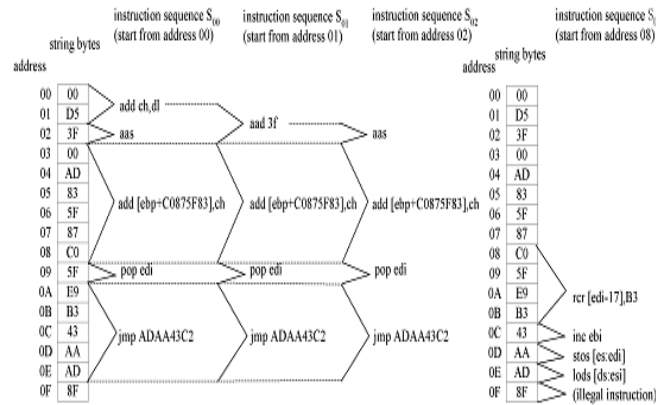 instruction sequence S00 instruction sequence S01 instruction sequence S02 instruction sequence S
string bytes (start from address 00) (start from address 01) (start from address 02) string bytes (start from address 08)
address address
00 00 00 00
01 D5 add ch,dl 01 D5
02 3F aas aad 3f aas 02 3F
03 00 03 00
04 AD 04 AD
05 83 05 83
06 5F add [ebp+C0875F83],ch add [ebp+C0875F83],ch add [ebp+C0875F83],ch 06 5F
07 87 07 87
08 C0 08 C0
09 5F pop edi pop edi pop edi 09 5F
0A E9 0A E9 rcr [edi-17],B3
0B B3 0B B3
0C 43 jmp ADAA43C2 jmp ADAA43C2 jmp ADAA43C2 0C 43 inc ebi
0D AA 0D AA stos [es:edi]
0E AD 0E AD lods [ds:esi]
0F 8F 0F 8F (illegal instruction)